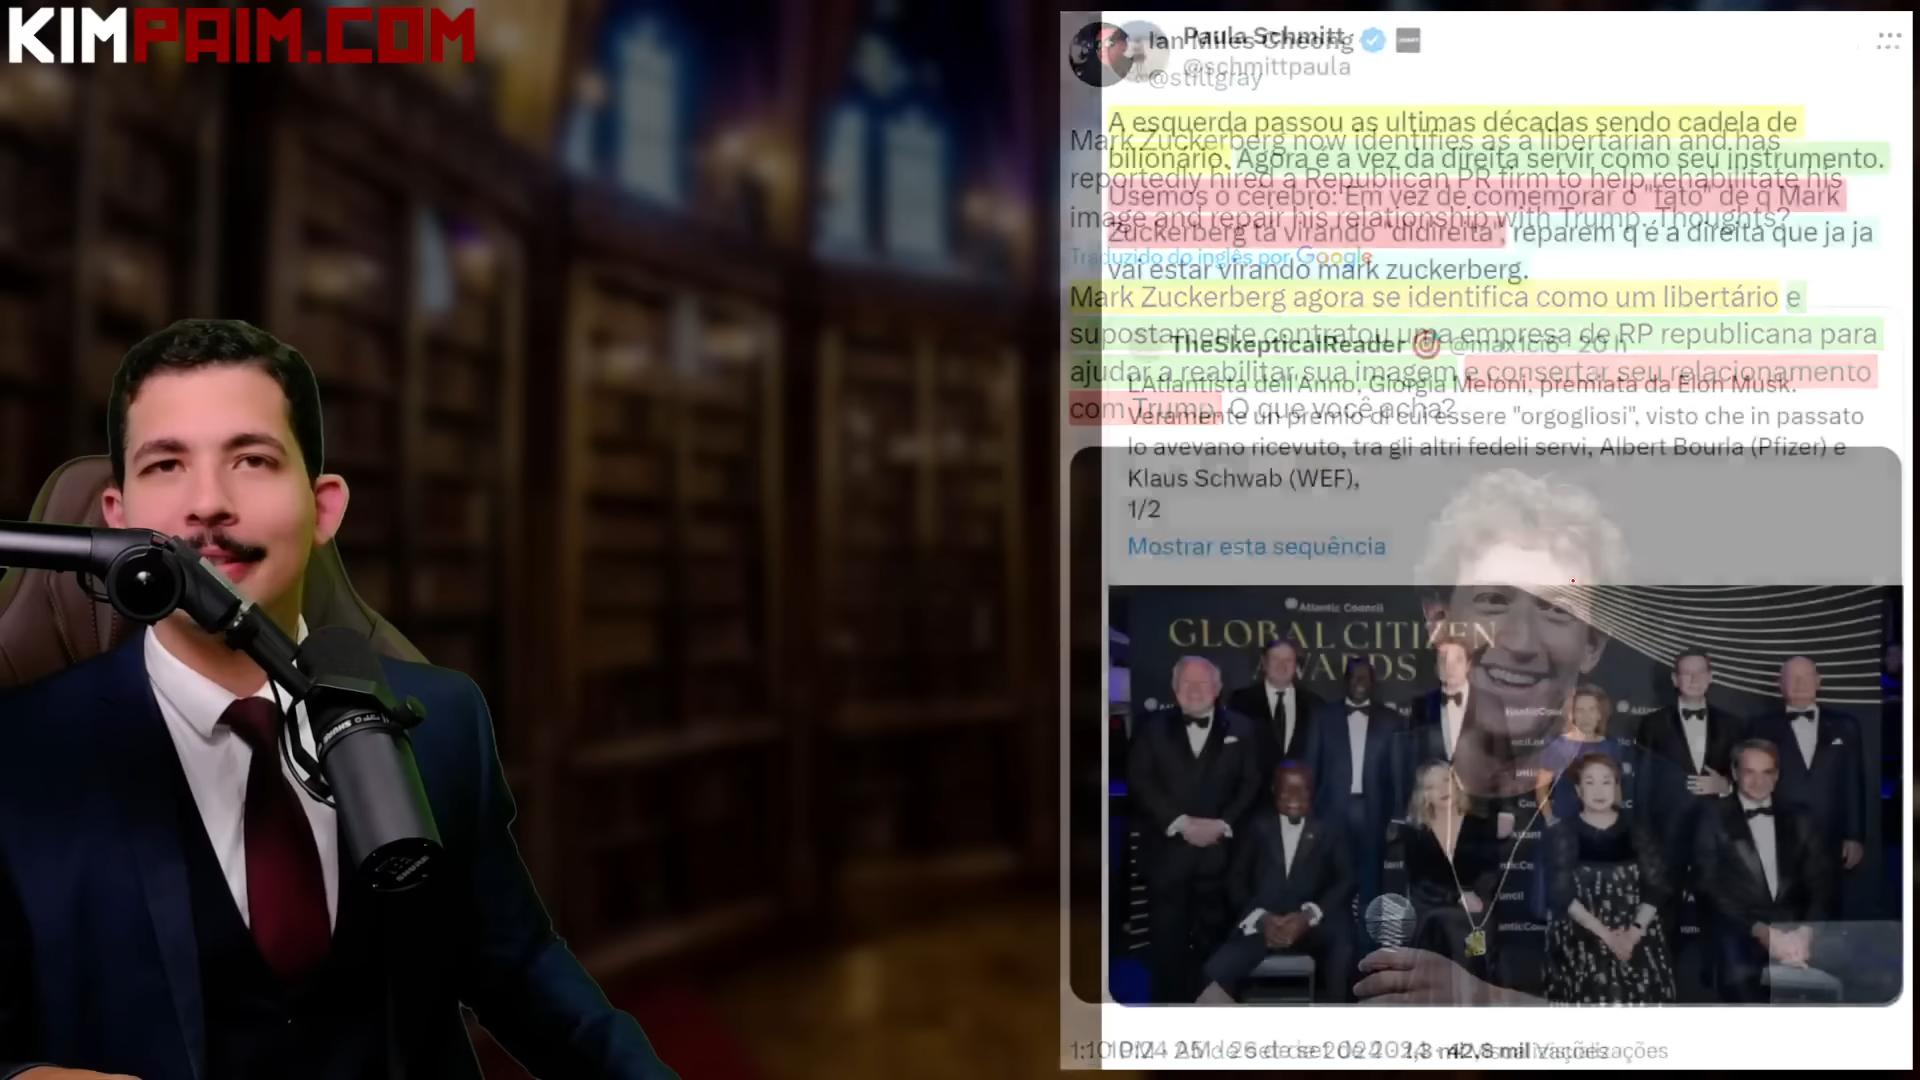 KIMPAIM.COM
Paula Schmitt
@schmittpaula
A esquerda passou as ultimas décadas sendo cadela de
bilionário. Agora é a vez da direita servir como seu instrumento.
Usemos o cérebro: Em vez de comemorar o "fato" de q Mark
Zuckerberg ta virando "didireita", reparem q é a direita que ja ja
vai estar virando mark zuckerberg.
TheSkepticalReader
20 h
L'Atlantista dell'Anno, Giorgia Meloni, premiata da Elon Musk.
Veramente un premio di cui essere "orgogliosi", visto che in passato
lo avevano ricevuto, tra gli altri fedeli servi, Albert Bourla (Pfizer) e
Klaus Schwab (WEF),
1/2
Mostrar esta sequência
Atlantic Council
GLOBAL CITIZEN
AWARDS
Ian Miles Cheong
@stillgray
Mark Zuckerberg now identifies as a libertarian and has
reportedly hired a Republican PR firm to help rehabilitate his
image and repair his relationship with Trump. Thoughts?
Traduzido do inglês por Google
Mark Zuckerberg agora se identifica como um libertário e
supostamente contratou uma empresa de RP republicana para
ajudar a reabilitar sua imagem e consertar seu relacionamento
com Trump. O que você acha?
SHURE